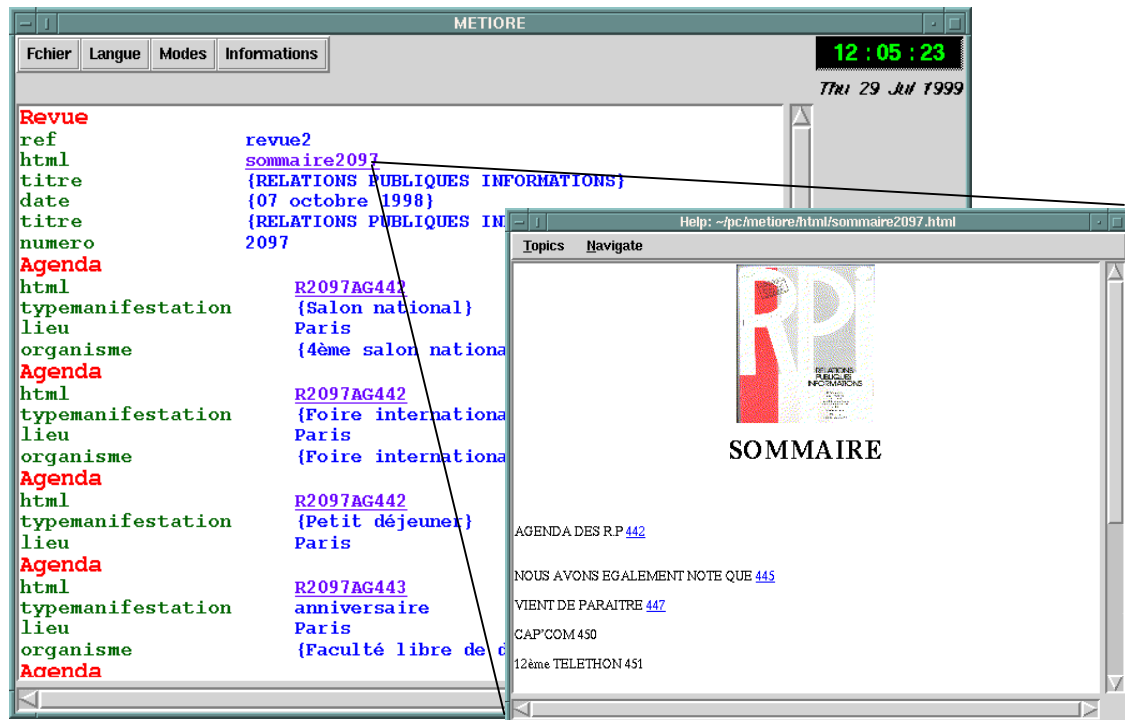 METIORE
Fchier Langue Modes Informations
12 : 05 : 23
Thu 29 Jul 1999
Revue
ref revue2
html sommaire2097
titre {RELATIONS PUBLIQUES INFORMATIONS}
date {07 octobre 1998}
titre {RELATIONS PUBLIQUES IN
numero 2097
Agenda
html R2097AG442
typemanifestation {Salon national}
lieu Paris
organisme {4ème salon nationa
Agenda
html R2097AG442
typemanifestation {Foire internationa
lieu Paris
organisme {Foire internationa
Agenda
html R2097AG442
typemanifestation {Petit déjeuner}
lieu Paris
Agenda
html R2097AG443
typemanifestation anniversaire
lieu Paris
organisme {Faculté libre de d
Agenda
Help: ~/pc/metiore/html/sommaire2097.html
Topics Navigate
RPi
RELATIONS
PUBLIQUES
INFORMATIONS
SOMMAIRE
AGENDA DES R.P 442
NOUS AVONS EGALEMENT NOTE QUE 445
VIENT DE PARAITRE 447
CAP'COM 450
12ème TELETHON 451